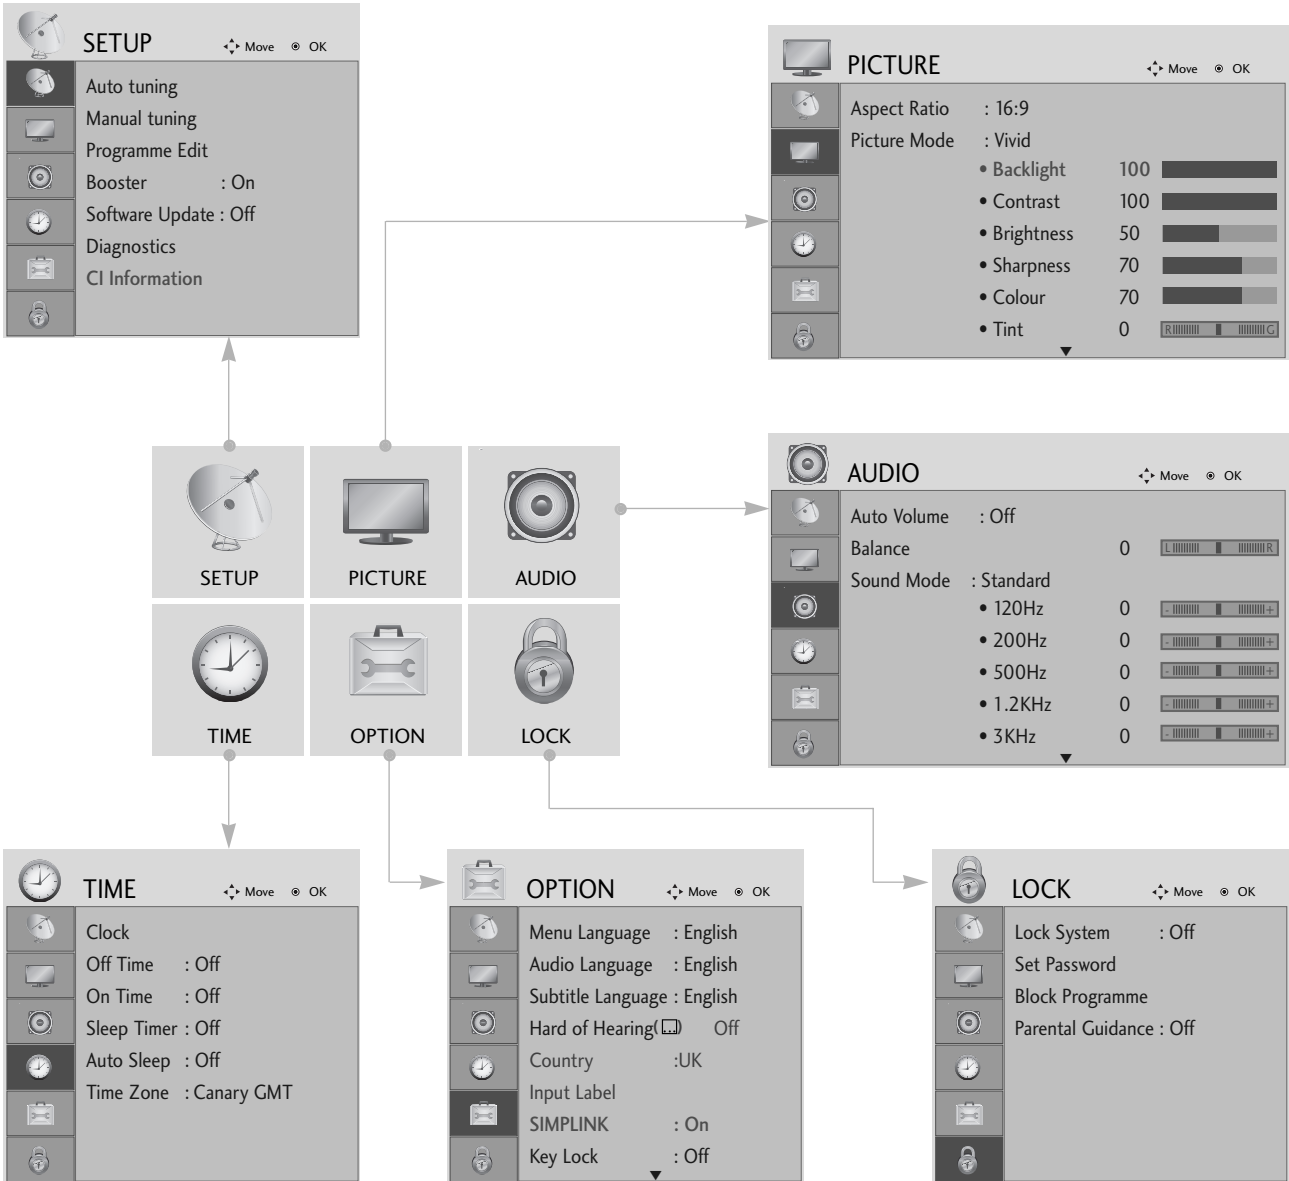 SETUP Move OK
Auto tuning
Manual tuning
Programme Edit
Booster : On
Software Update : Off
Diagnostics
CI Information
PICTURE Move OK
Aspect Ratio : 16:9
Picture Mode : Vivid
• Backlight 100
• Contrast 100
• Brightness 50
• Sharpness 70
• Colour 70
• Tint 0 R G
SETUP PICTURE AUDIO
TIME OPTION LOCK
AUDIO Move OK
Auto Volume : Off
Balance 0 L R
Sound Mode : Standard
• 120Hz 0 - +
• 200Hz 0 - +
• 500Hz 0 - +
• 1.2KHz 0 - +
• 3KHz 0 - +
TIME Move OK
Clock
Off Time : Off
On Time : Off
Sleep Timer : Off
Auto Sleep : Off
Time Zone : Canary GMT
OPTION Move OK
Menu Language : English
Audio Language : English
Subtitle Language : English
Hard of Hearing( ) Off
Country :UK
Input Label
SIMPLINK : On
Key Lock : Off
LOCK Move OK
Lock System : Off
Set Password
Block Programme
Parental Guidance : Off